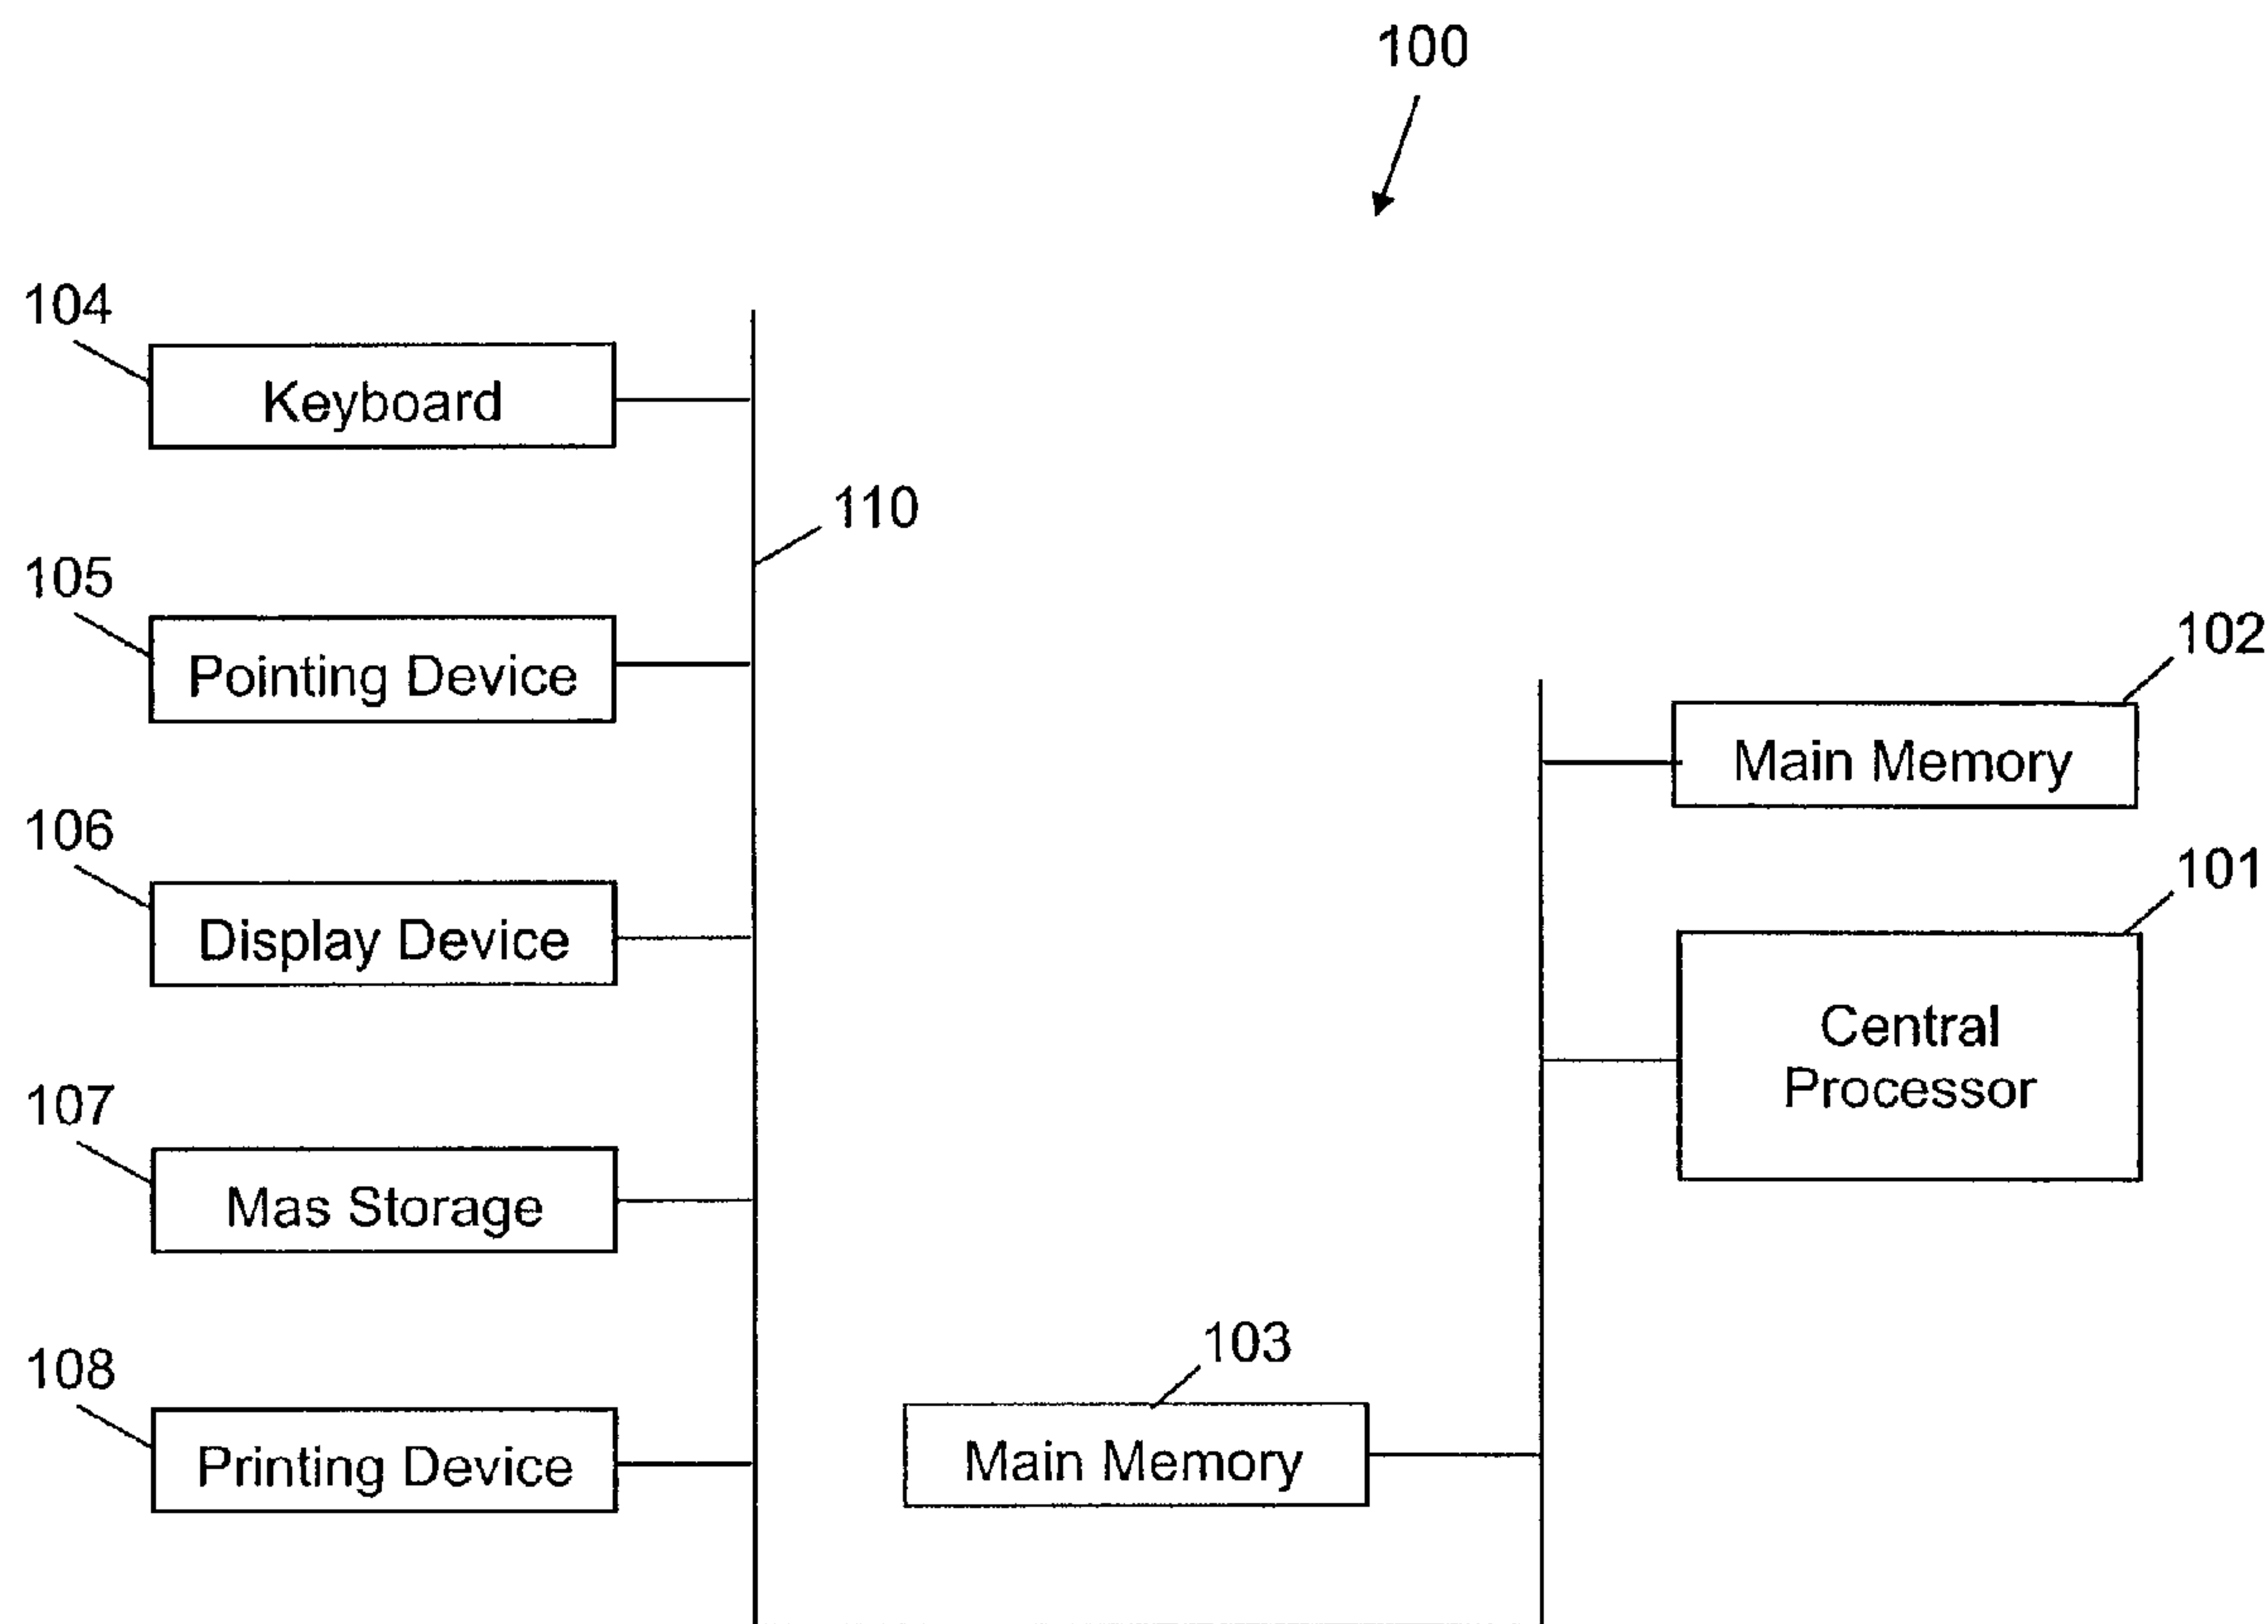 100
104
Keyboard
110
105
Pointing Device
102
Main Memory
106
Display Device
101
Central
Processor
107
Mas Storage
103
Main Memory
108
Printing Device